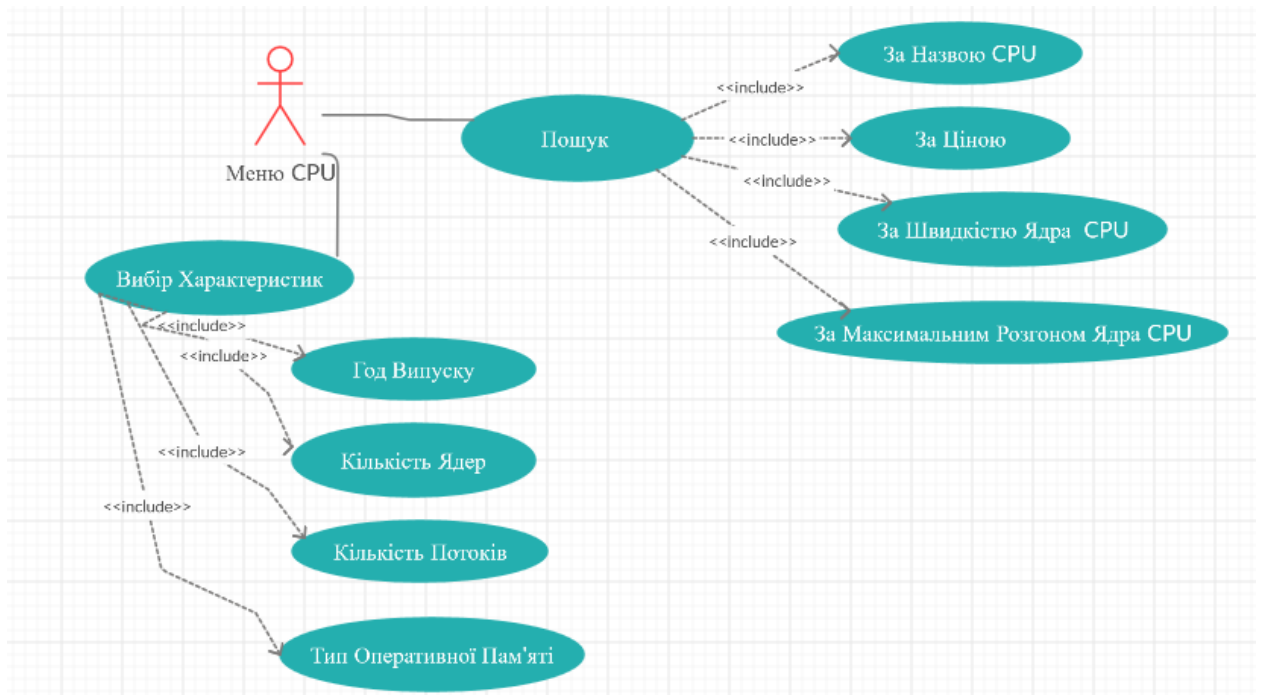 За Назвою CPU
<<include>>
Пошук
<<include>>
За Ціною
Меню CPU
<<include>>
За Швидкістю Ядра CPU
<<include>>
Вибір Характеристик
За Максимальним Розгоном Ядра CPU
<<include>>
<<include>>
Год Випуску
<<include>>
Кількість Ядер
<<include>>
Кількість Потоків
Тип Оперативної Пам'яті